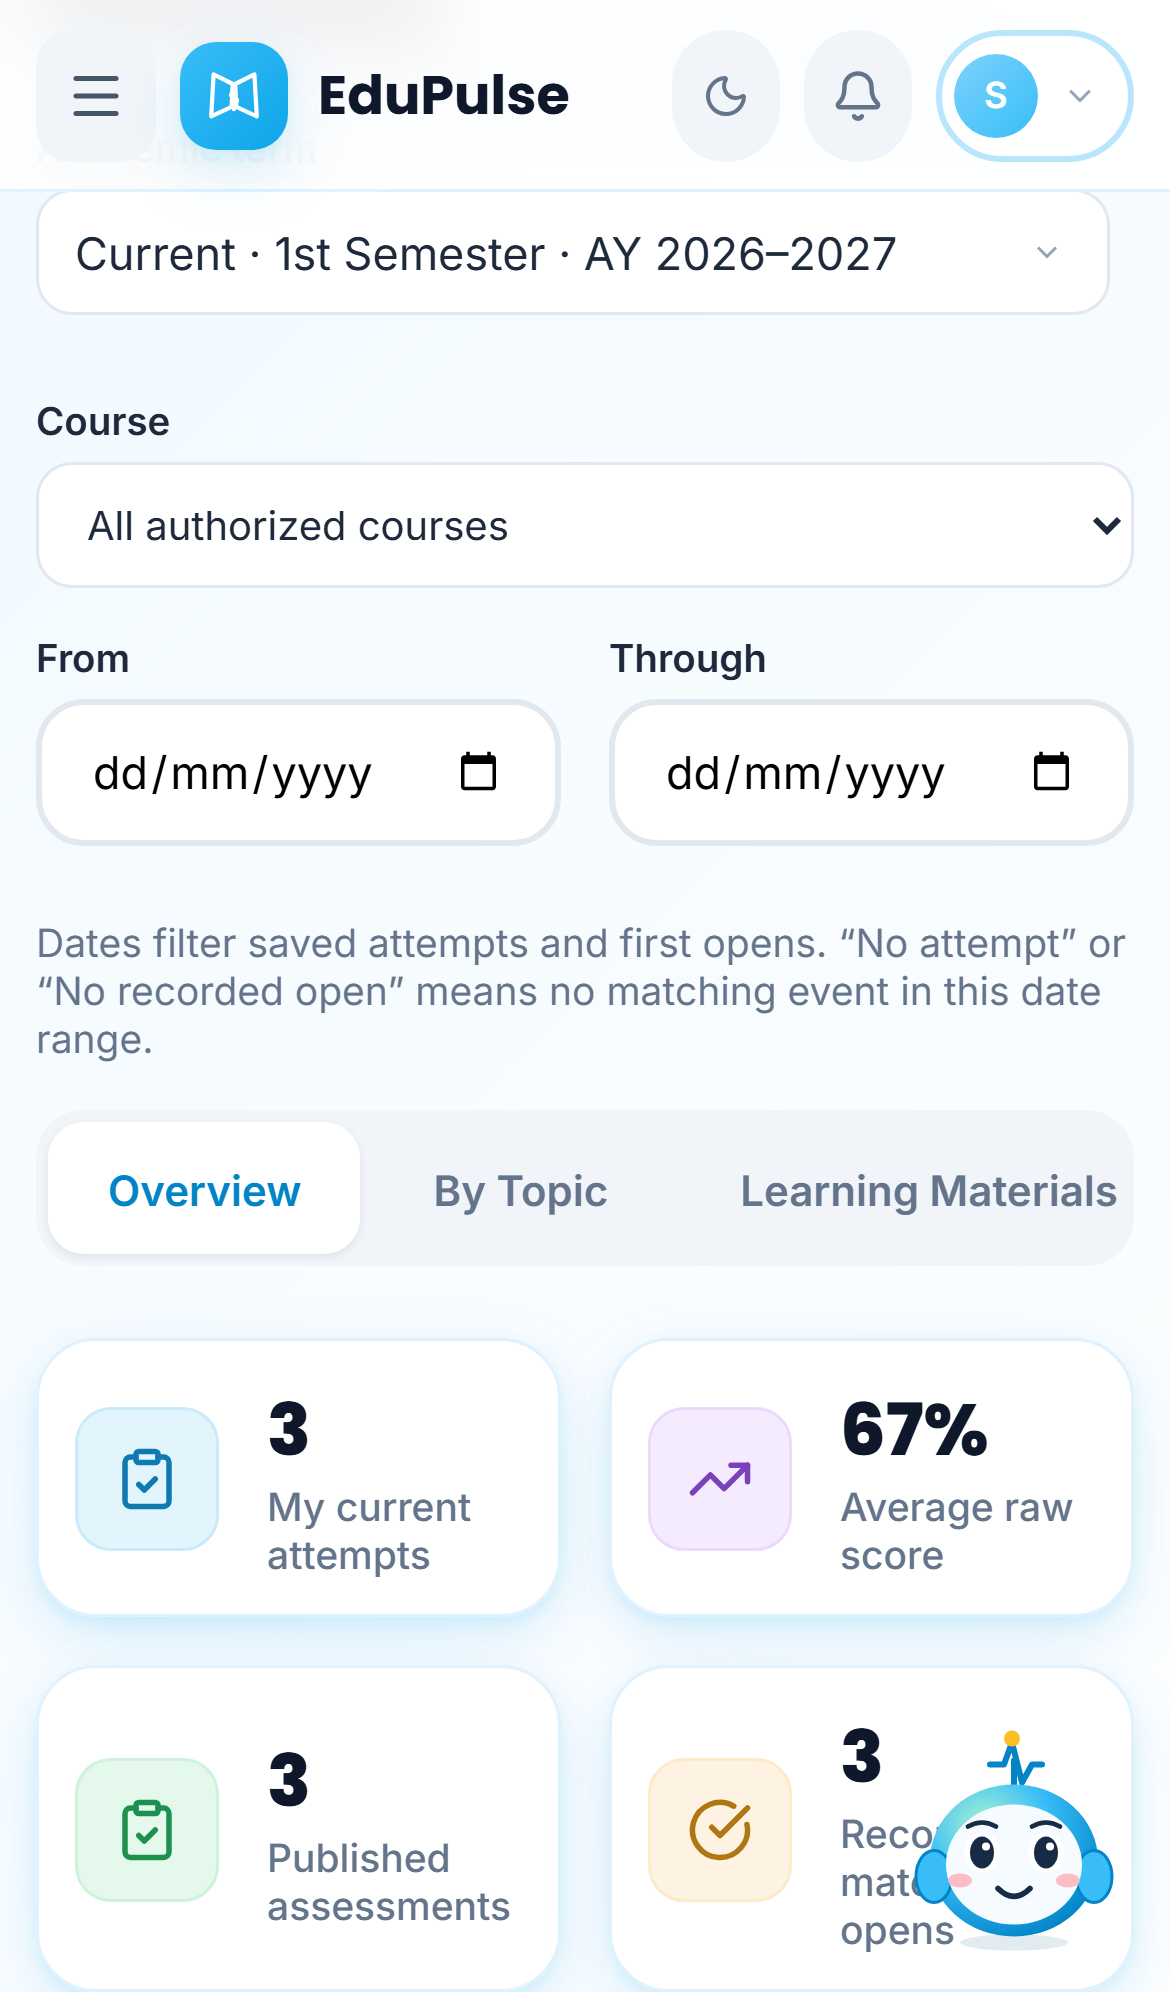 EduPulse
S
Current · 1st Semester · AY 2026–2027
Course
All authorized courses
From
Through
dd/mm/yyyy
dd/mm/yyyy
Dates filter saved attempts and first opens. “No attempt” or
“No recorded open” means no matching event in this date
range.
Overview
By Topic
Learning Materials
3
My current
attempts
67%
Average raw
score
3
Published
assessments
3
opens